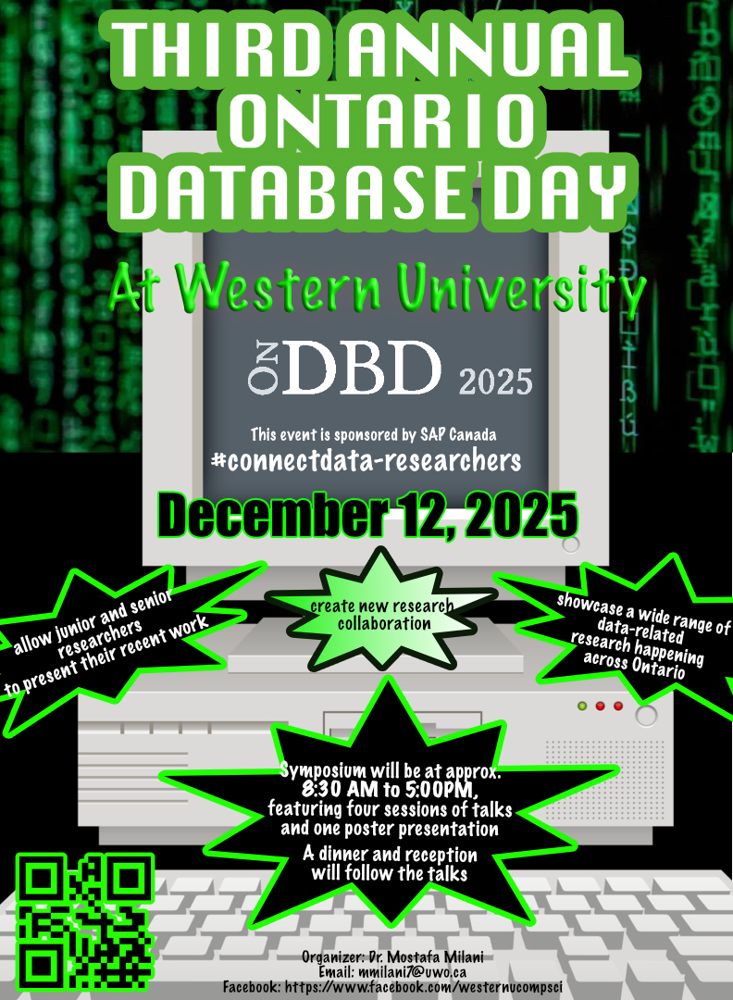 THIRD ANNUAL
ONTARIO
DATABASE DAY
At Western University
ON DBD 2025
This event is sponsored by SAP Canada
#connectdata-researchers
December 12, 2025
allow junior and senior
researchers
to present their recent work
create new research
collaboration
showcase a wide range of
data-related
research happening
across Ontario
Symposium will be at approx.
8:30 AM to 5:00PM,
featuring four sessions of talks
and one poster presentation
A dinner and reception
will follow the talks
Organizer: Dr. Mostafa Milani
Email: mmilani7@uwo.ca
Facebook: https://www.facebook.com/westernucompsci